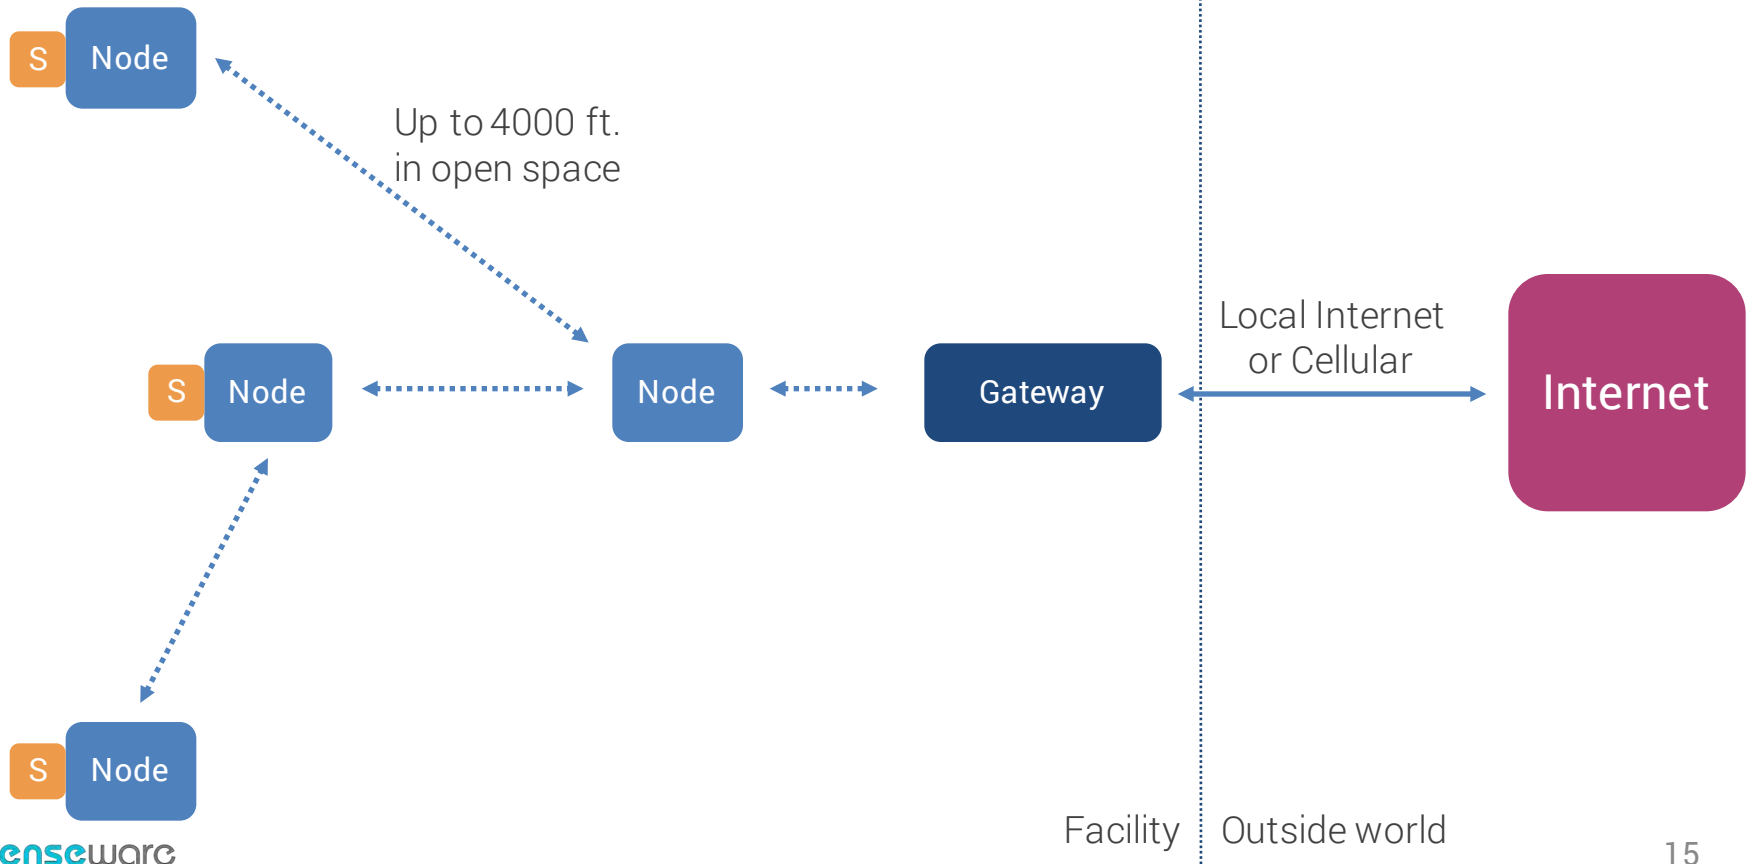 S Node
Up to 4000 ft.
in open space
S Node
Node
Gateway
Local Internet
or Cellular
Internet
S Node
Facility
Outside world
enseware
15